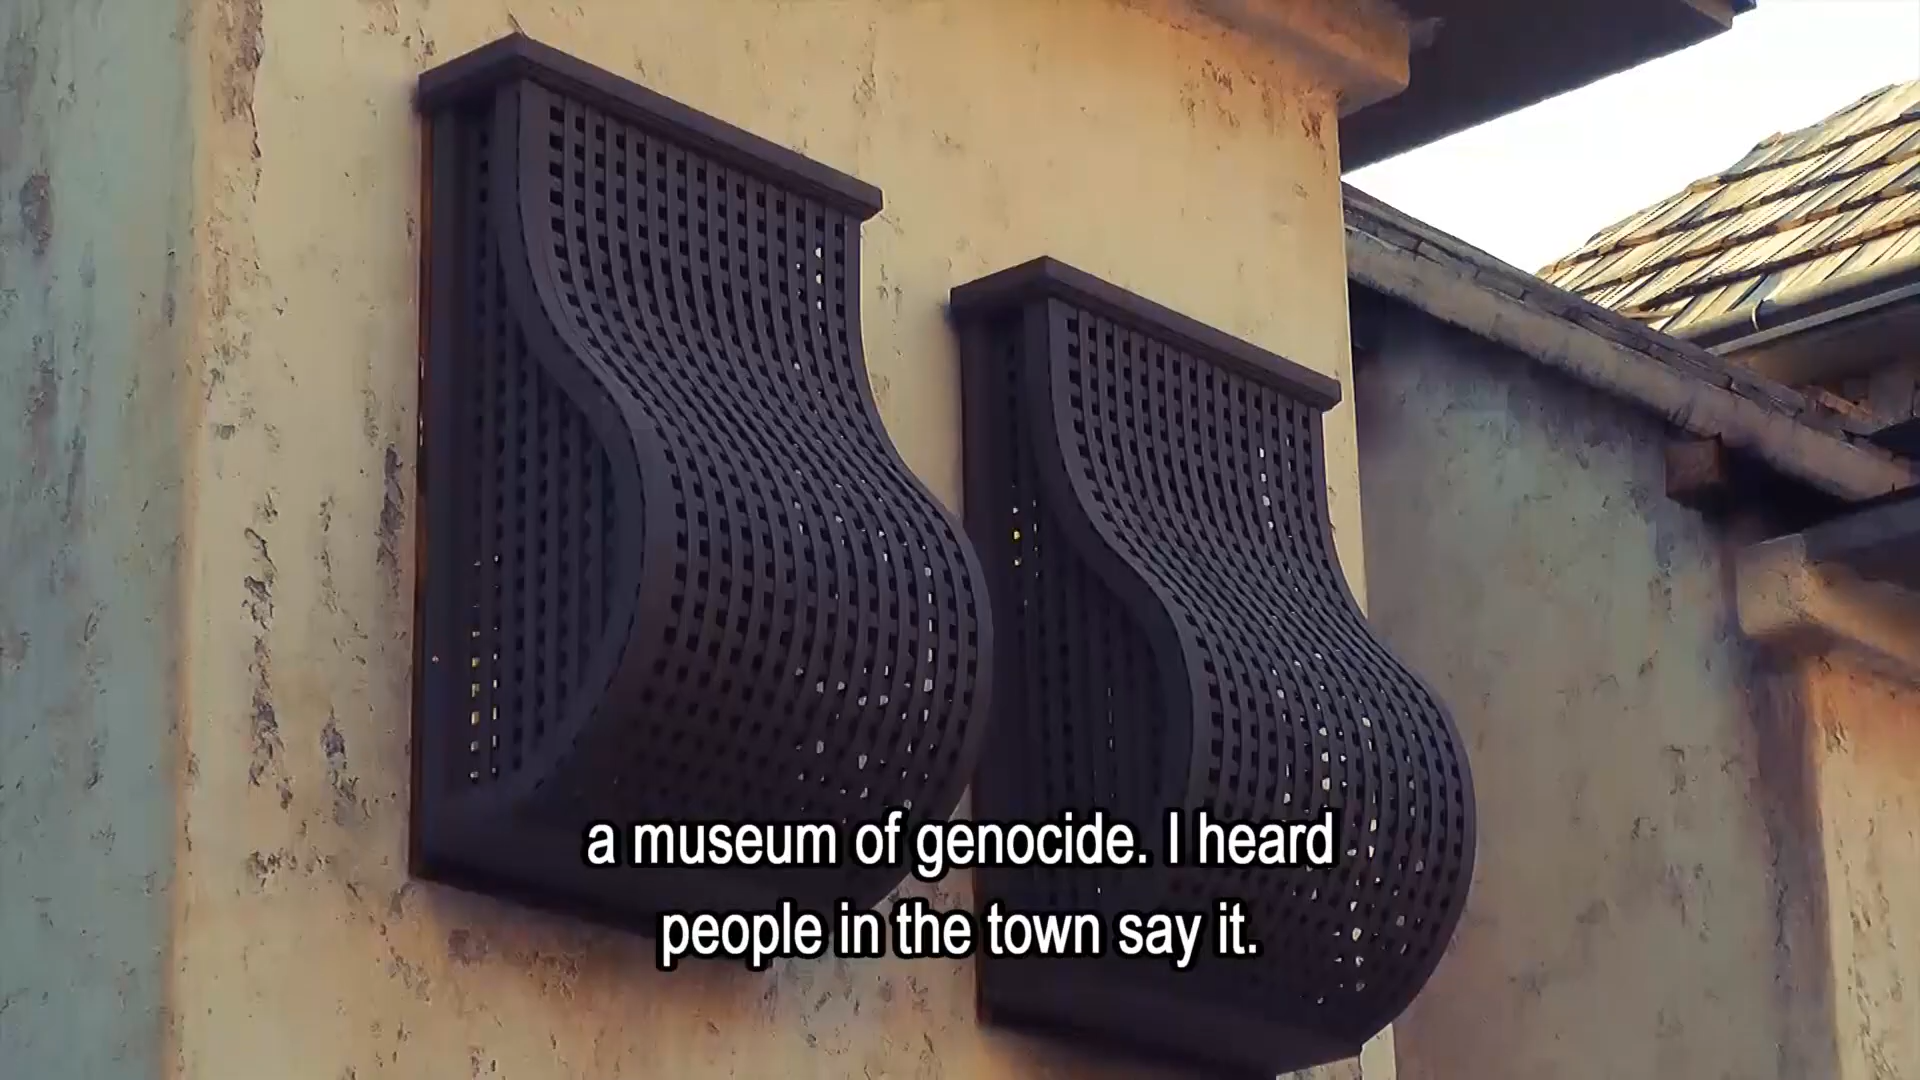 a museum of genocide. I heard
people in the town say it.